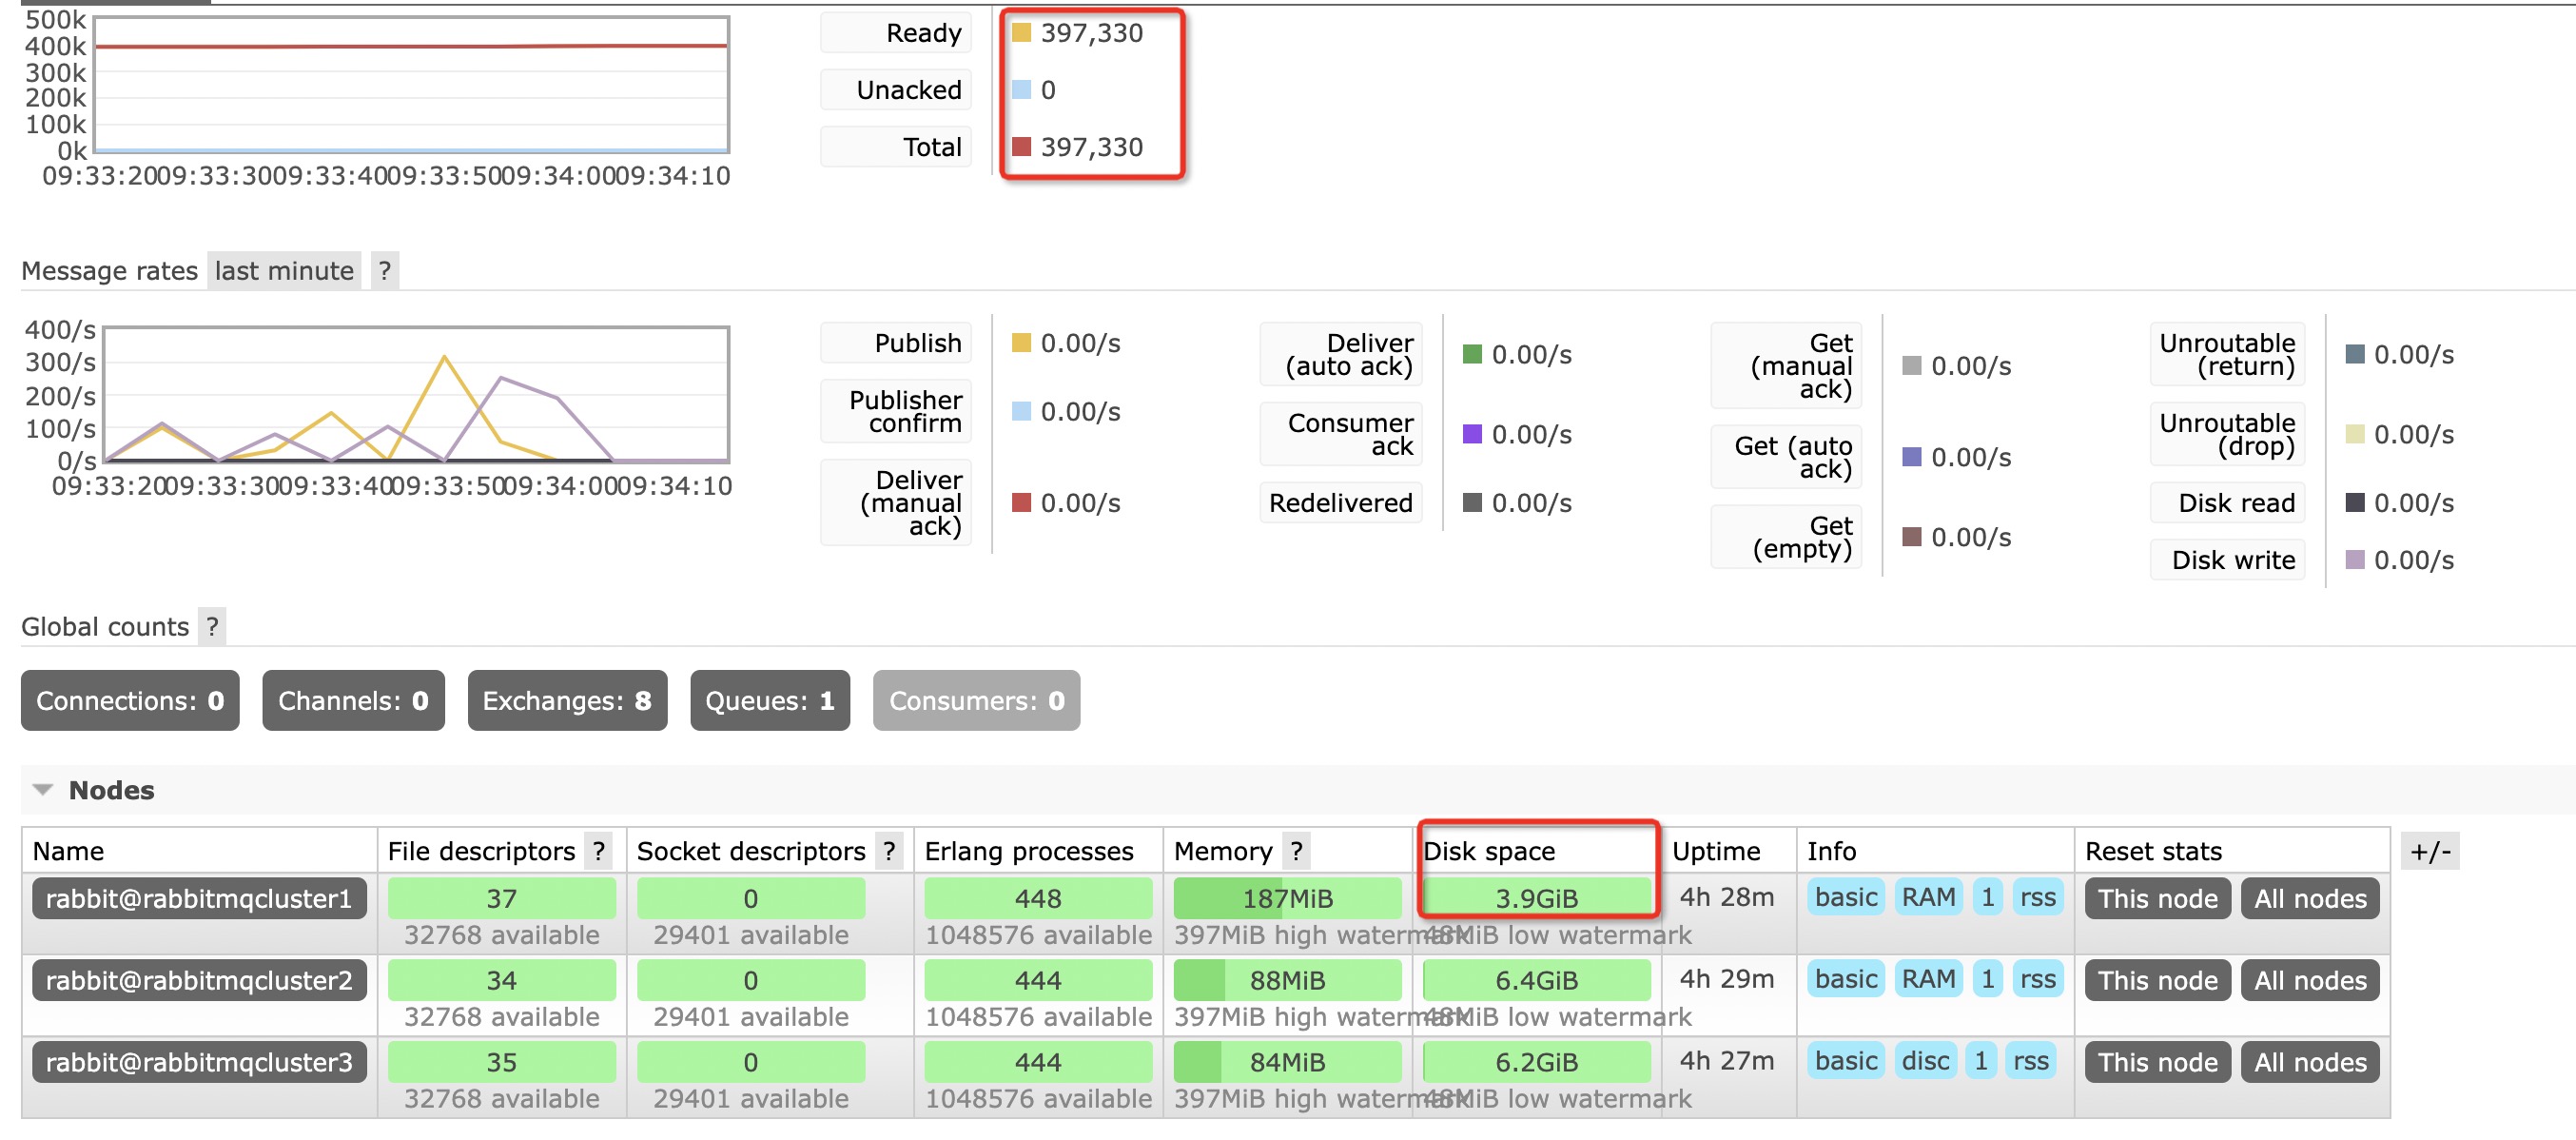 500k
400k
300k
200k
100k
0k
09:33:20 09:33:30 09:33:40 09:33:50 09:34:00 09:34:10
Ready 397,330
Unacked 0
Total 397,330
Message rates last minute ?
400/s
300/s
200/s
100/s
0/s
09:33:20 09:33:30 09:33:40 09:33:50 09:34:00 09:34:10
Publish 0.00/s
Publisher
confirm 0.00/s
Deliver
(manual
ack) 0.00/s
Deliver
(auto ack) 0.00/s
Consumer
ack 0.00/s
Redelivered 0.00/s
Get
(manual
ack) 0.00/s
Get (auto
ack) 0.00/s
Get
(empty) 0.00/s
Unroutable
(return) 0.00/s
Unroutable
(drop) 0.00/s
Disk read 0.00/s
Disk write 0.00/s
Global counts ?
Connections: 0 Channels: 0 Exchanges: 8 Queues: 1 Consumers: 0
Nodes
Name File descriptors ? Socket descriptors ? Erlang processes Memory ? Disk space Uptime Info Reset stats +/-
rabbit@rabbitmqcluster1 37 0 448 187MiB 3.9GiB 4h 28m basic RAM 1 rss This node All nodes
32768 available 29401 available 1048576 available 397MiB high watermark 48MiB low watermark
rabbit@rabbitmqcluster2 34 0 444 88MiB 6.4GiB 4h 29m basic RAM 1 rss This node All nodes
32768 available 29401 available 1048576 available 397MiB high watermark 48MiB low watermark
rabbit@rabbitmqcluster3 35 0 444 84MiB 6.2GiB 4h 27m basic disc 1 rss This node All nodes
32768 available 29401 available 1048576 available 397MiB high watermark 48MiB low watermark